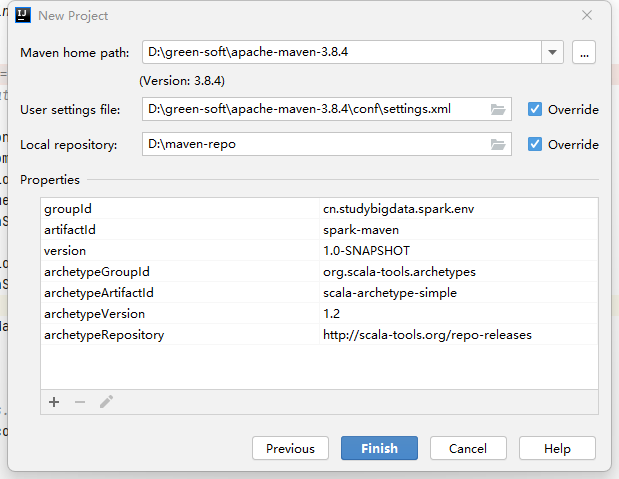 New Project
Maven home path: D:\green-soft\apache-maven-3.8.4 ...
(Version: 3.8.4)
User settings file: D:\green-soft\apache-maven-3.8.4\conf\settings.xml Override
Local repository: D:\maven-repo Override
Properties
groupId cn.studybigdata.spark.env
artifactId spark-maven
version 1.0-SNAPSHOT
archetypeGroupId org.scala-tools.archetypes
archetypeArtifactId scala-archetype-simple
archetypeVersion 1.2
archetypeRepository http://scala-tools.org/repo-releases
Previous Finish Cancel Help